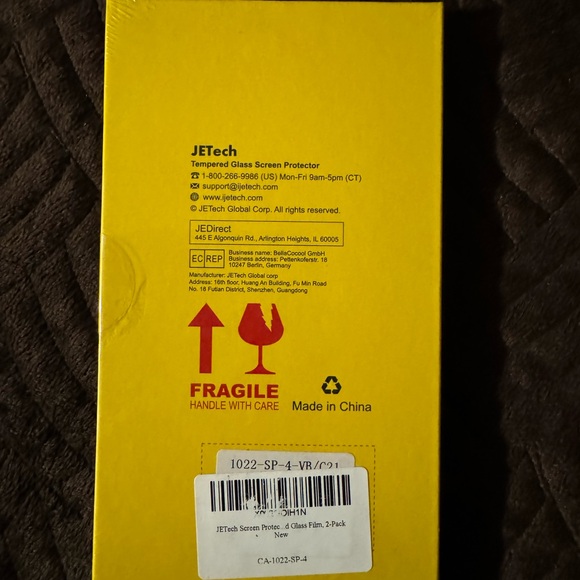 JETech
Tempered Glass Screen Protector
1-800-266-9986 (US) Mon-Fri 9am-5pm (CT)
support@ijetech.com
www.ijetech.com
© JETech Global Corp. All rights reserved.
JEDirect
445 E Algonquin Rd., Arlington Heights, IL 60005
EC REP
Business name: BellaCocool GmbH
Business address: Pettenkoferstr. 18
10247 Berlin, Germany
Manufacturer: JETech Global corp
Address: 16th floor, Huang An Building, Fu Min Road
No. 18 Futian District, Shenzhen, Guangdong
FRAGILE
HANDLE WITH CARE
Made in China
1022-SP-4-VB/C21
JETech Screen Protec...d Glass Film, 2-Pack
New
CA-1022-SP-4